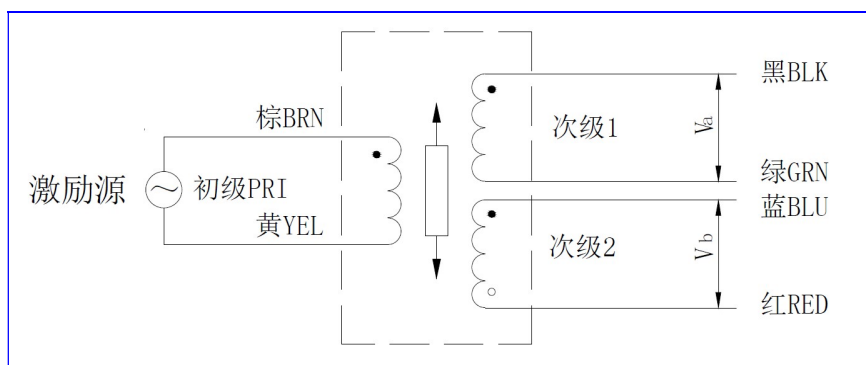 黑BLK
棕BRN
次级1
Va
激励源
初级PRI
绿GRN
蓝BLU
黄YEL
次级2
Vb
红RED